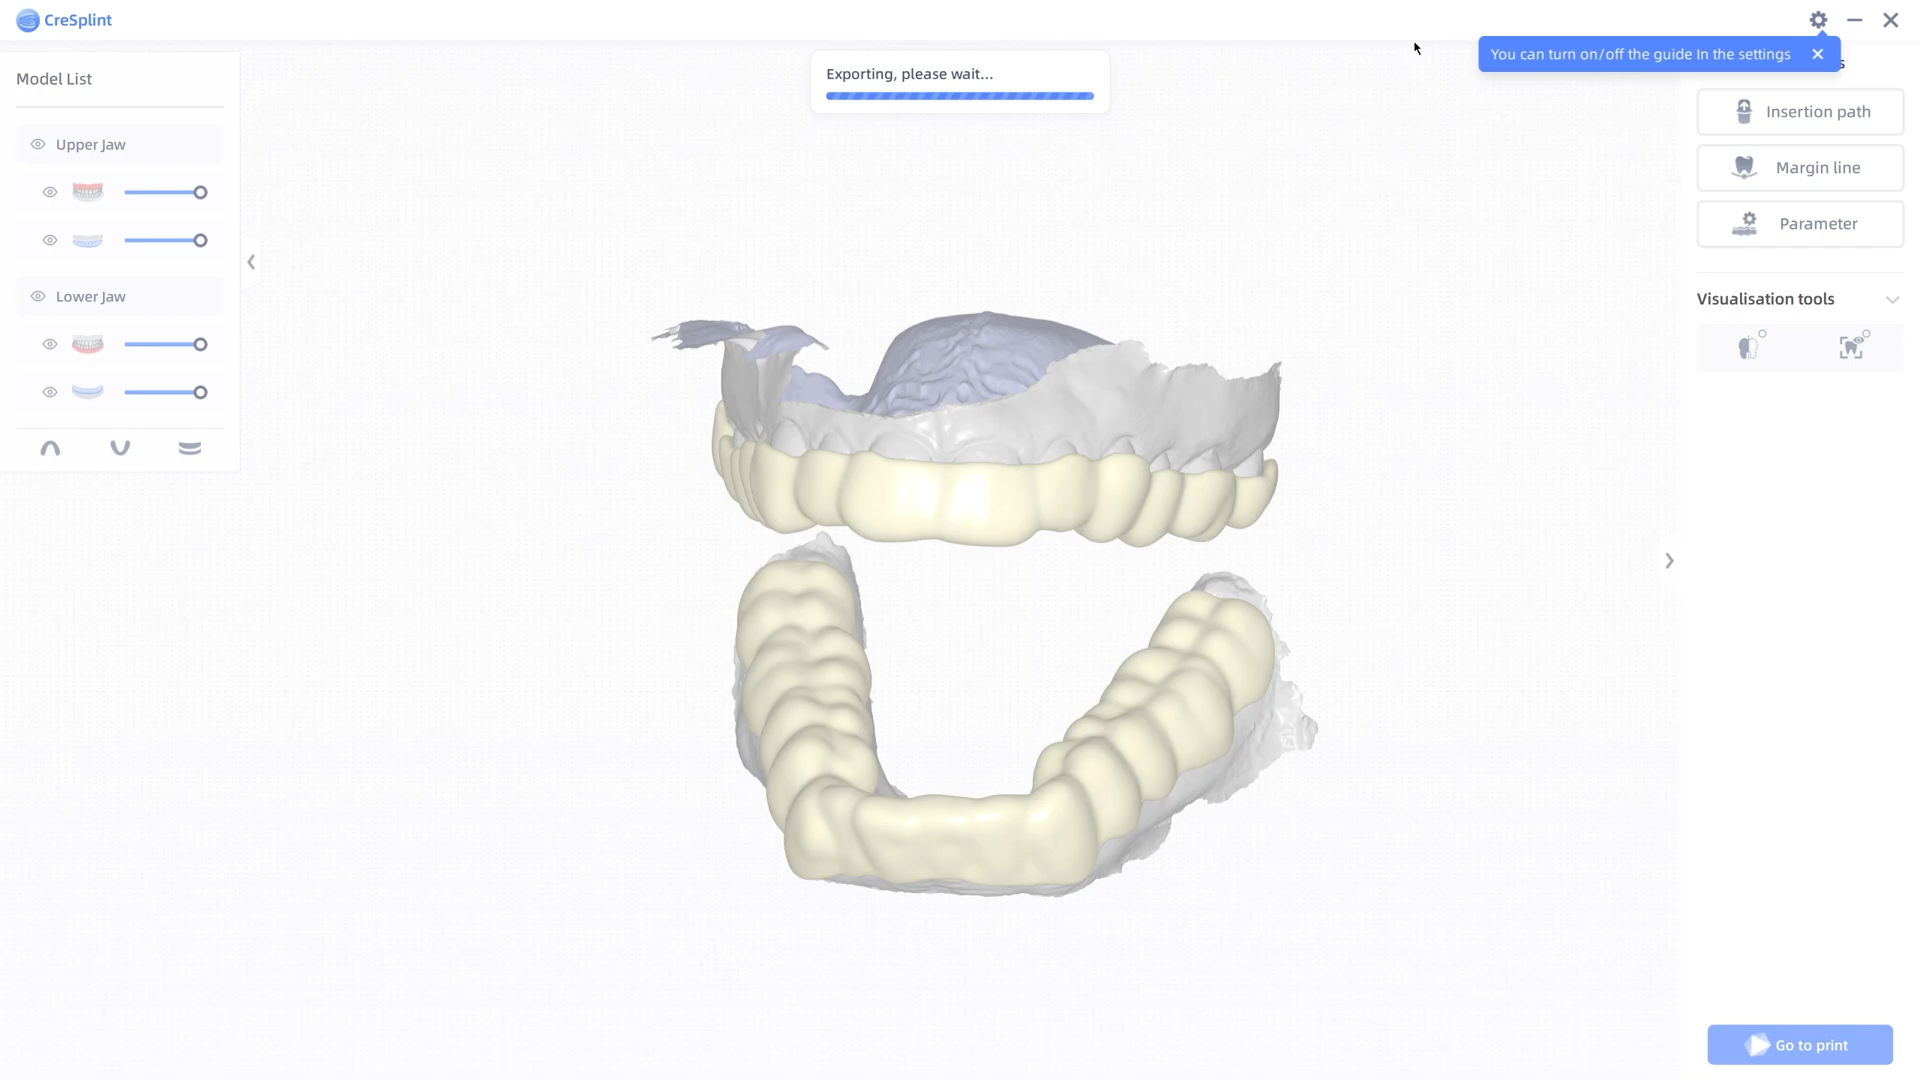 CreSplint
You can turn on/off the guide In the settings
Model List
Upper Jaw
Lower Jaw
Exporting, please wait...
Insertion path
Margin line
Parameter
Visualisation tools
Go to print